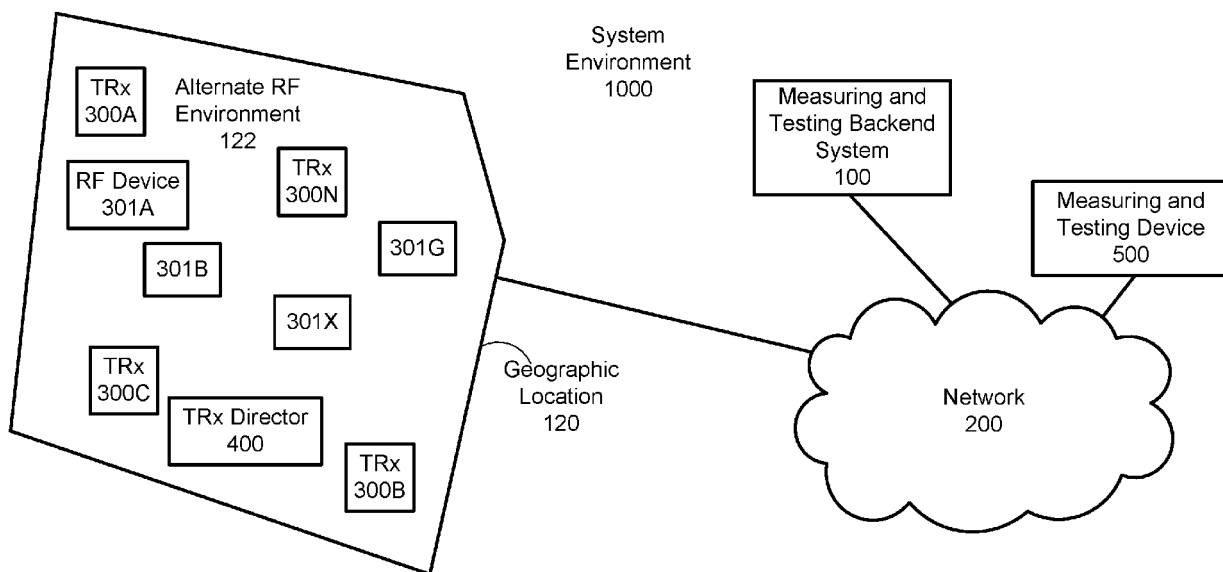 System
Environment
1000
TRx
300A
Alternate RF
Environment
122
RF Device
301A
TRx
300N
301B
301G
301X
TRx
300C
TRx Director
400
TRx
300B
Geographic
Location
120
Measuring and
Testing Backend
System
100
Measuring and
Testing Device
500
Network
200